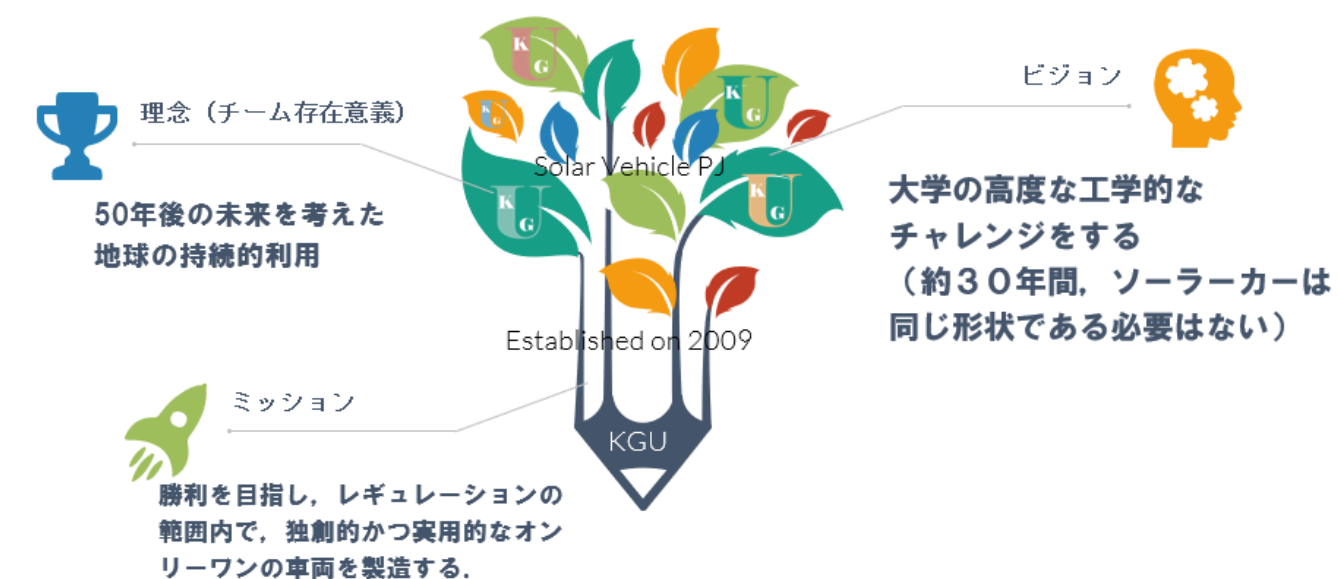 理念（チーム存在意義）
50年後の未来を考えた
地球の持続的利用
ビジョン
大学の高度な工学的な
チャレンジをする
（約３０年間，ソーラーカーは
同じ形状である必要はない）
KGU
KGU
KGU
KGU
KGU
Solar Vehicle PJ
Established on 2009
ミッション
勝利を目指し，レギュレーションの
範囲内で，独創的かつ実用的なオン
リーワンの車両を製造する．
KGU